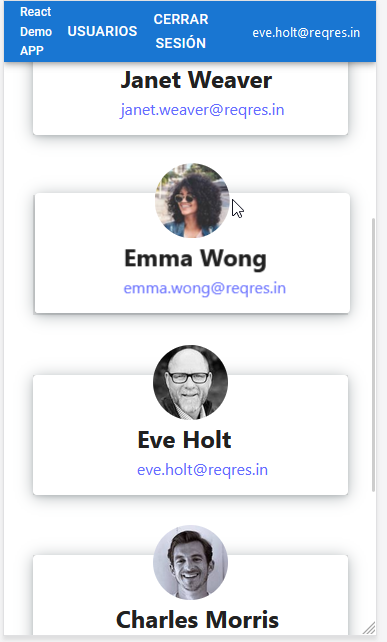 React
Demo
APP
USUARIOS
CERRAR
SESIÓN
eve.holt@reqres.in
Janet Weaver
janet.weaver@reqres.in
Emma Wong
emma.wong@reqres.in
Eve Holt
eve.holt@reqres.in
Charles Morris